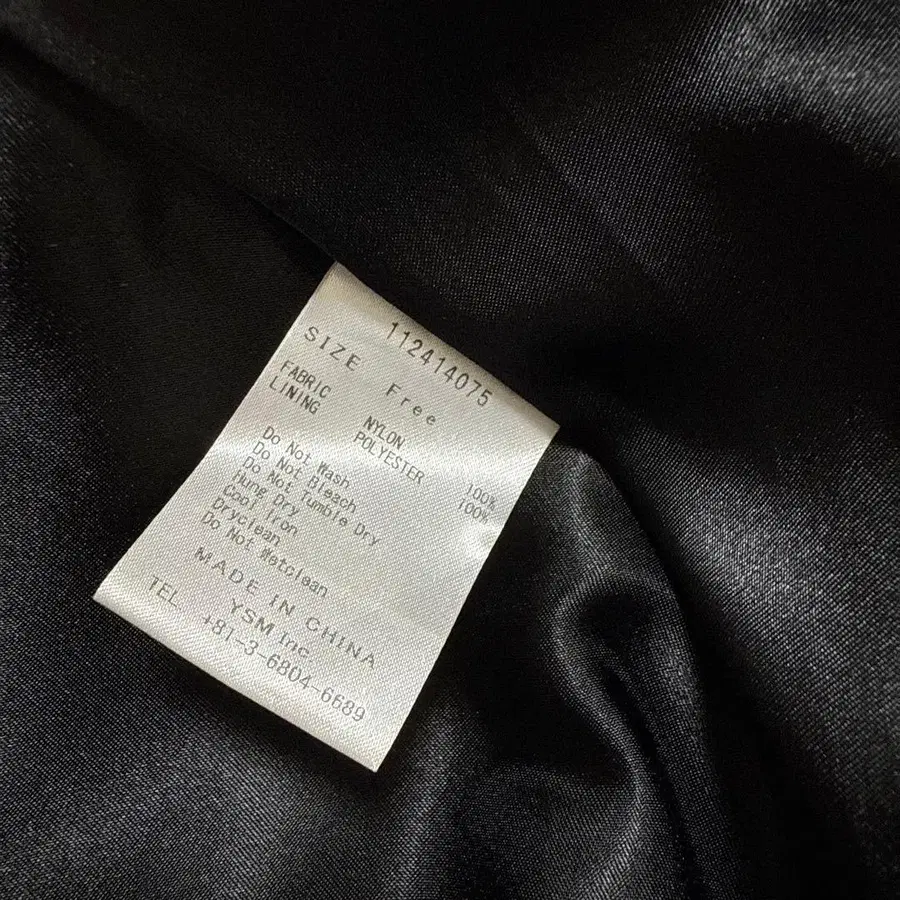 112414075
SIZE Free
FABRIC NYLON 100%
LINING POLYESTER 100%
Do Not Wash
Do Not Bleach
Do Not Tumble Dry
Hung Dry
Cool Iron
Dryclean
Do Not Wetclean
MADE IN CHINA
YSM Inc.
TEL +81-3-6804-6689